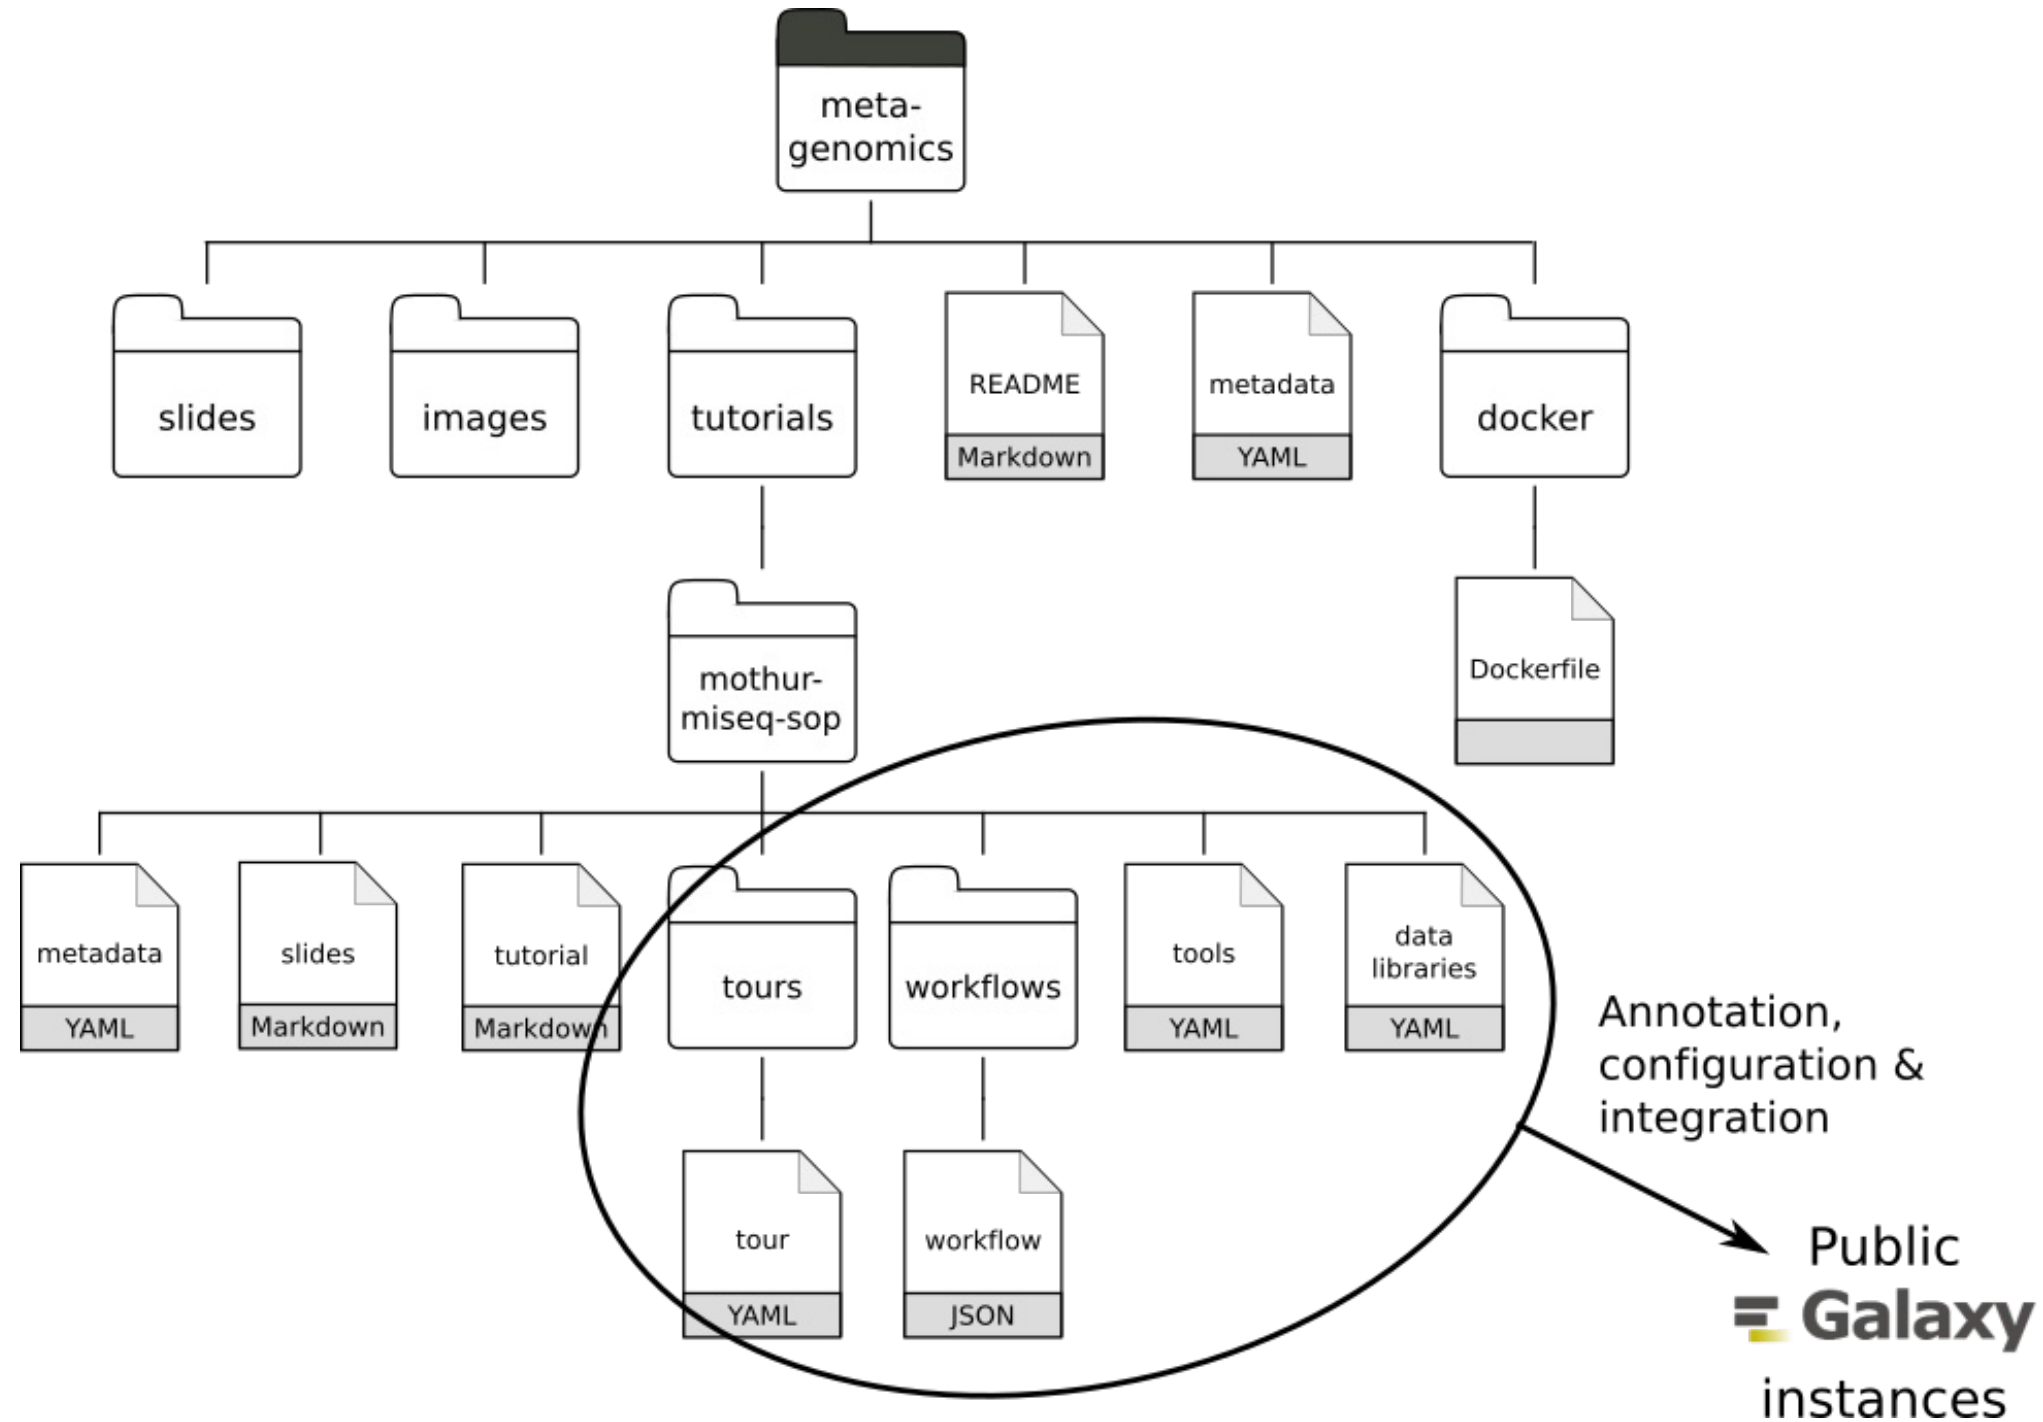 meta-
genomics
slides
images
tutorials
README
Markdown
metadata
YAML
docker
mothur-
miseq-sop
Dockerfile
metadata
YAML
slides
Markdown
tutorial
Markdown
tours
workflows
tools
YAML
data
libraries
YAML
tour
YAML
workflow
JSON
Annotation,
configuration &
integration
Public
Galaxy
instances